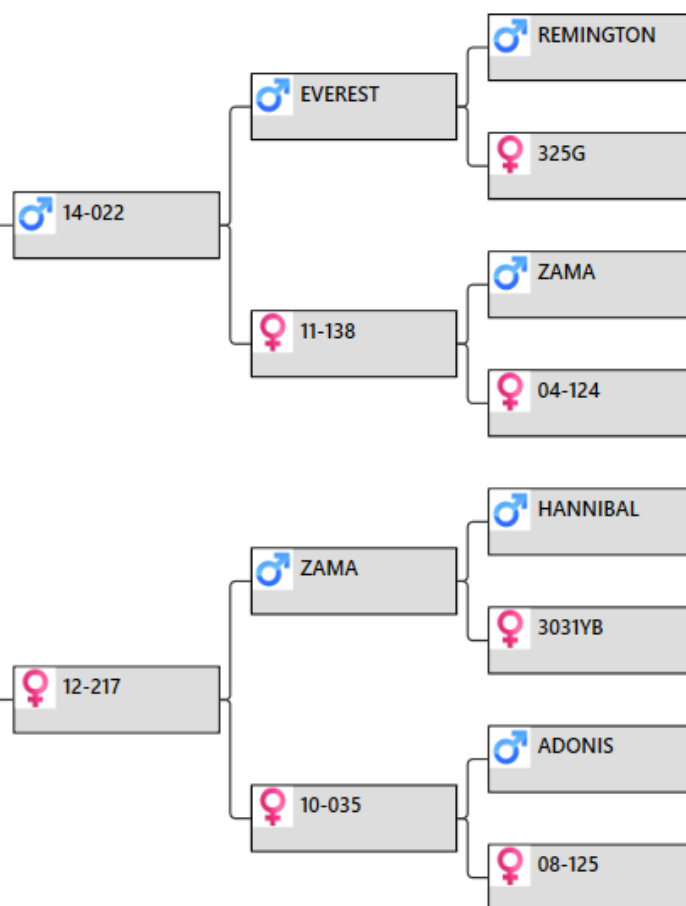 REMINGTON
EVEREST
325G
14-022
ZAMA
11-138
04-124
HANNIBAL
ZAMA
3031YB
12-217
ADONIS
10-035
08-125